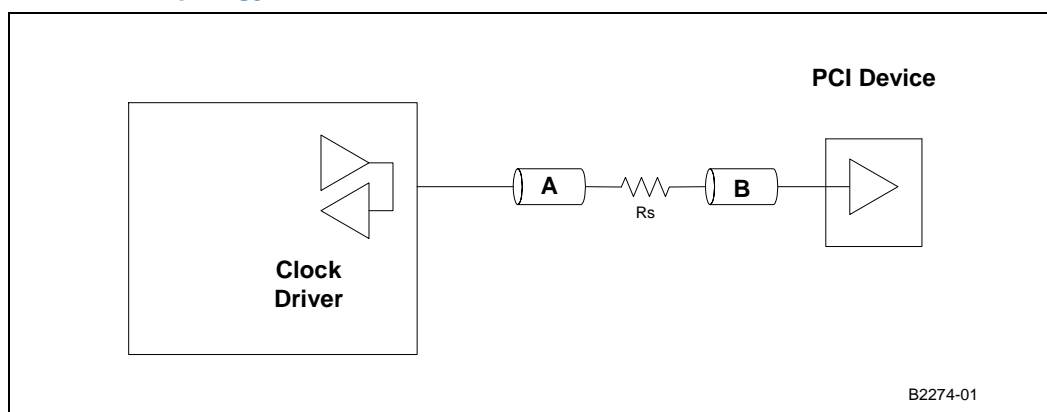 PCI Device
A
B
Rs
Clock
Driver
B2274-01